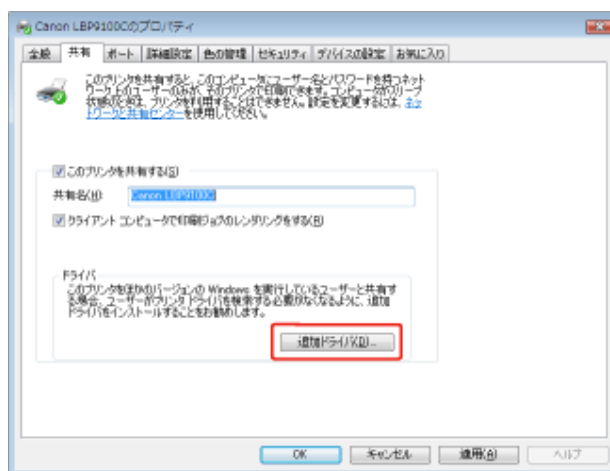 Canon LBP9100Cのプロパティ
全般 共有 ポート 詳細設定 色の管理 セキュリティ デバイスの設定 お気に入り
このプリンタを共有すると、このコンピュータにユーザー名とパスワードを持つネット
ワーク上のユーザーのみが、そのプリンタで印刷できます。コンピュータがスリープ
状態のときは、プリンタを利用することはできません。設定を変更するには、ネッ
トワークと共有センターを使用してください。
このプリンタを共有する(S)
共有名(H): Canon LBP9100C
クライアント コンピュータで印刷ジョブのレンダリングをする(R)
ドライバ
このプリンタをほかのバージョンの Windows を実行しているユーザーと共有す
る場合、ユーザーがプリンタ ドライバを検索する必要がなくなるように、追加
ドライバをインストールすることをお勧めします。
追加ドライバ(D)...
OK キャンセル 適用(A) ヘルプ